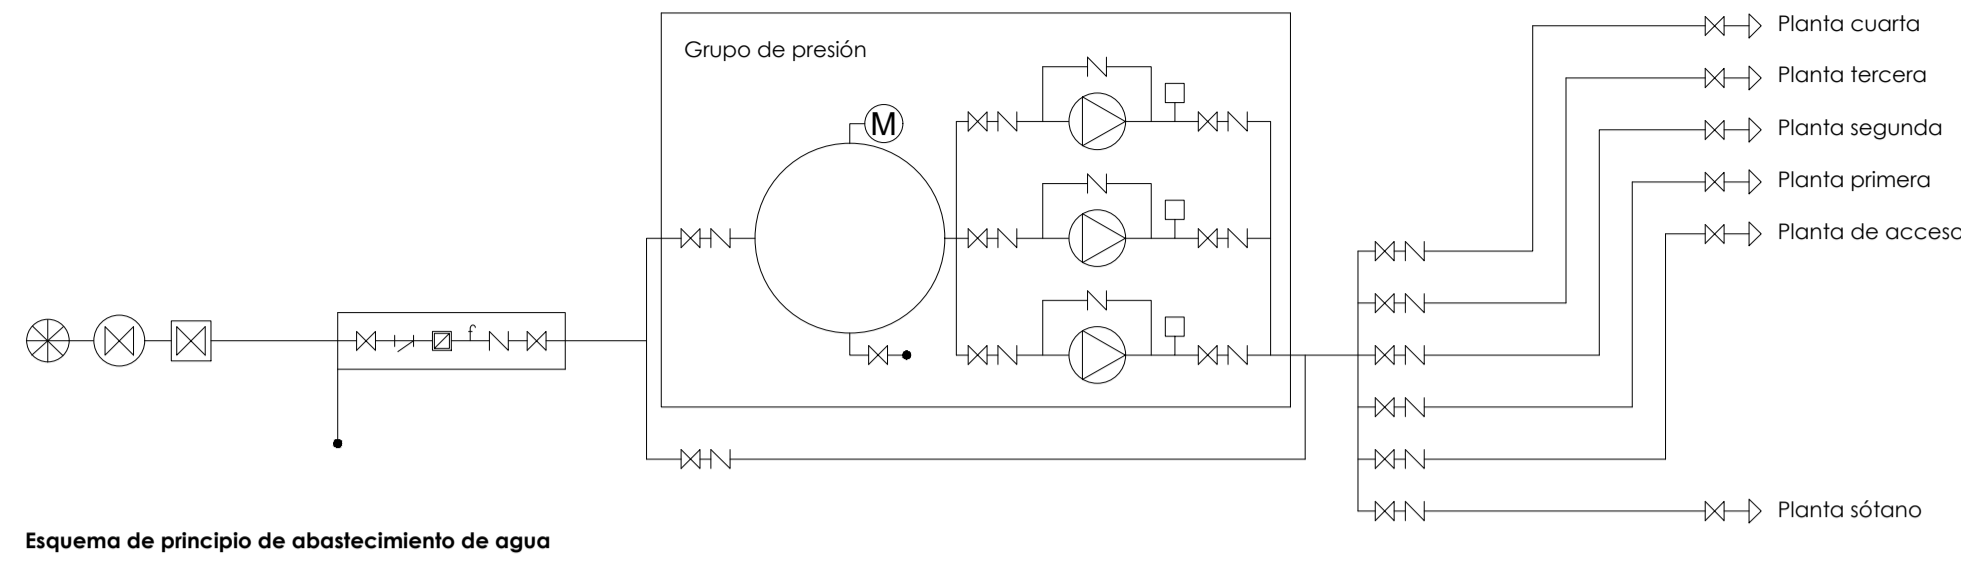 Grupo de presión
M
Planta cuarta
Planta tercera
Planta segunda
Planta primera
Planta de acceso
f
Planta sótano
Esquema de principio de abastecimiento de agua